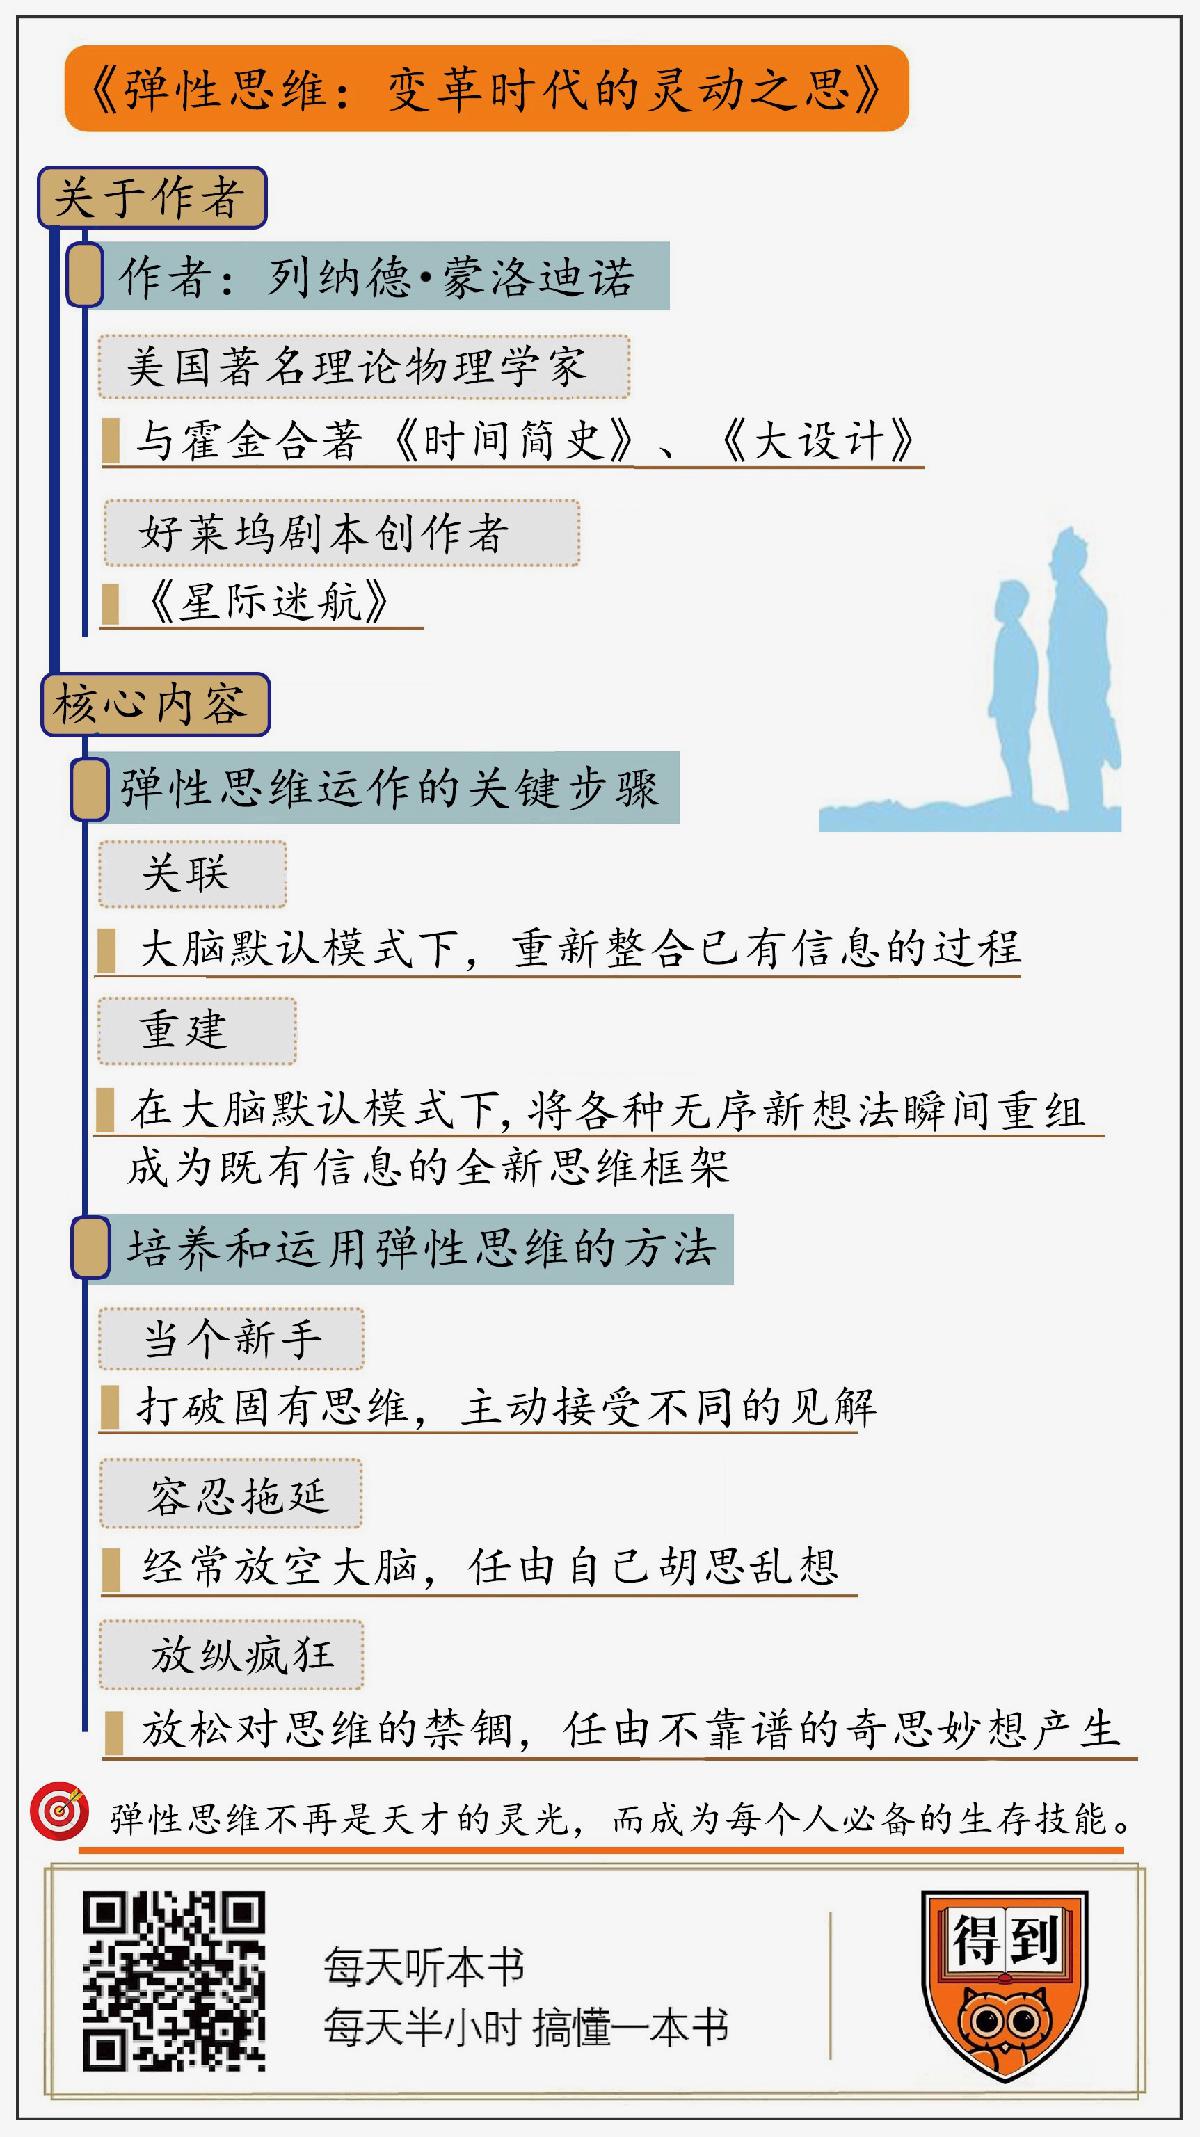 《弹性思维：变革时代的灵动之思》
关于作者
作者：列纳德·蒙洛迪诺
美国著名理论物理学家
与霍金合著《时间简史》、《大设计》
好莱坞剧本创作者
《星际迷航》
核心内容
弹性思维运作的关键步骤
关联
大脑默认模式下，重新整合已有信息的过程
重建
在大脑默认模式下,将各种无序新想法瞬间重组
成为既有信息的全新思维框架
培养和运用弹性思维的方法
当个新手
打破固有思维，主动接受不同的见解
容忍拖延
经常放空大脑，任由自己胡思乱想
放纵疯狂
放松对思维的禁锢，任由不靠谱的奇思妙想产生
弹性思维不再是天才的灵光，而成为每个人必备的生存技能。
每天听本书
每天半小时 搞懂一本书
得到